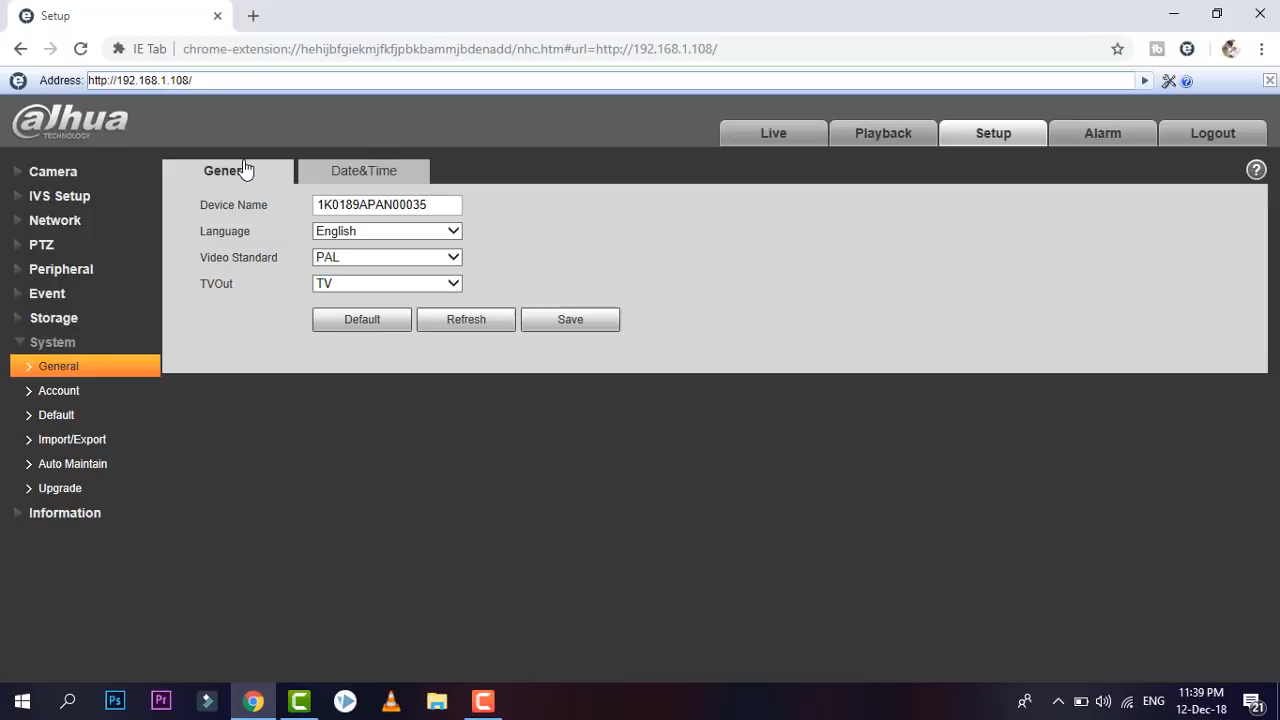 Setup
IE Tab
chrome-extension://hehijbfgiekmjfkfjpbkbammjbdenadd/nhc.htm#url=http://192.168.1.108/
Address: http://192.168.1.108/
alhua
TECHNOLOGY
Live
Playback
Setup
Alarm
Logout
Camera
IVS Setup
Network
PTZ
Peripheral
Event
Storage
System
General
Account
Default
Import/Export
Auto Maintain
Upgrade
Information
Date&Time
Device Name 1K0189APAN00035
Language English
Video Standard PAL
TVOut TV
Default Refresh Save
Ps
Pr
ENG
11:39 PM
12-Dec-18
21